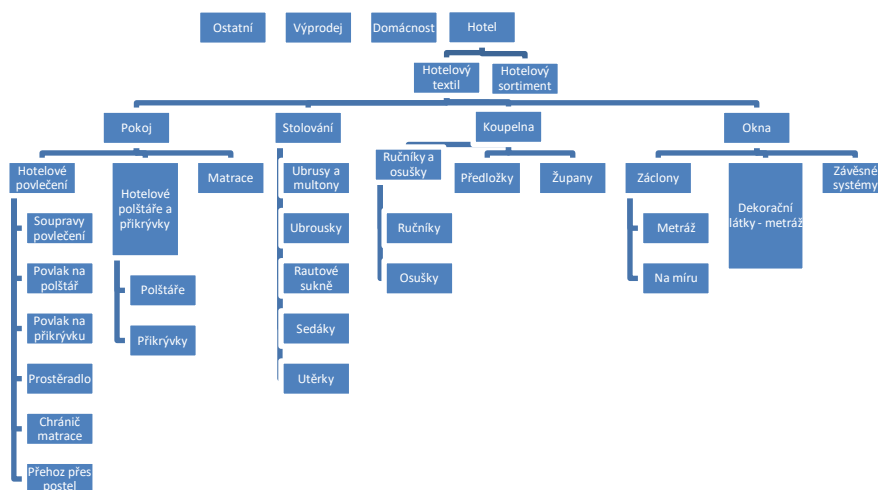 Ostatní
Výprodej
Domácnost
Hotel
Hotelový
textil
Hotelový
sortiment
Pokoj
Stolování
Koupelna
Okna
Hotelové
povlečení
Hotelové
polštáře a
přikrývky
Matrace
Ubrusy a
multony
Ručníky a
osušky
Předložky
Župany
Záclony
Dekorační
látky - metráž
Závěsné
systémy
Soupravy
povlečení
Ubrousky
Ručníky
Metráž
Povlak na
polštář
Polštáře
Rautové
sukně
Osušky
Na míru
Povlak na
přikrývku
Přikrývky
Sedáky
Prostěradlo
Utěrky
Chránič
matrace
Přehoz přes
postel